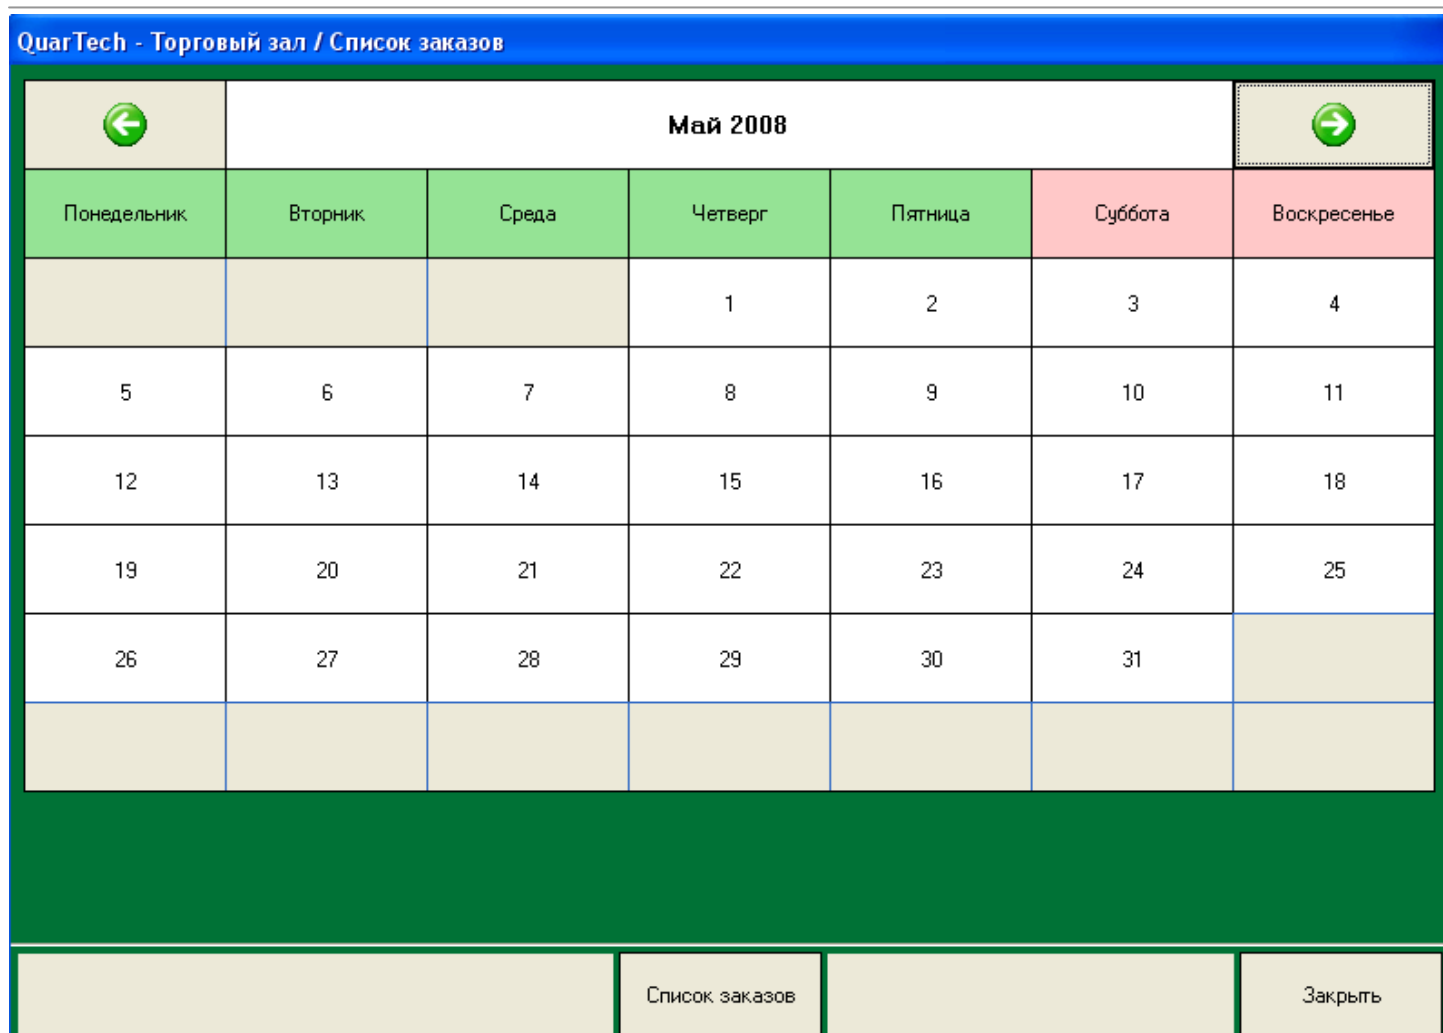 QuarTech - Торговый зал / Список заказов
Май 2008
Понедельник Вторник Среда Четверг Пятница Суббота Воскресенье
1 2 3 4
5 6 7 8 9 10 11
12 13 14 15 16 17 18
19 20 21 22 23 24 25
26 27 28 29 30 31
Список заказов Закрыть